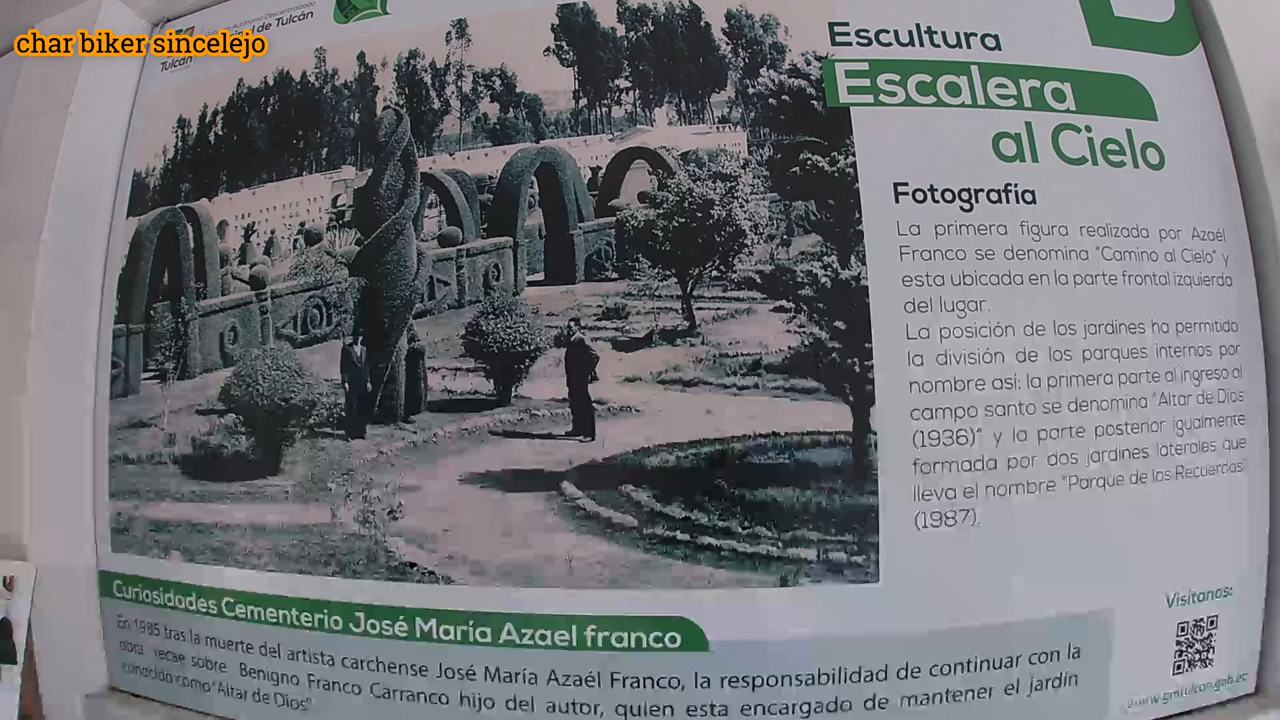 char biker sincelejo
de Tulcán
Tulcán
Escultura
Escalera
al Cielo
Fotografía
La primera figura realizada por Azaél
Franco se denomina "Camino al Cielo" y
esta ubicada en la parte frontal izquierda
del lugar.
La posición de los jardines ha permitido
la división de los parques internos por
nombre asi: la primera parte al ingreso al
campo santo se denomina "Altar de Dios
(1936)" y la parte posterior igualmente
formada por dos jardines laterales que
lleva el nombre "Parque de los Recuerdos"
(1987).
Curiosidades Cementerio José María Azael franco
En 1985 tras la muerte del artista carchense José María Azaél Franco, la responsabilidad de continuar con la
obra recae sobre Benigno Franco Carranco hijo del autor, quien esta encargado de mantener el jardín
conocido como "Altar de Dios"
Visítanos:
www.gmtulcan.gob.ec